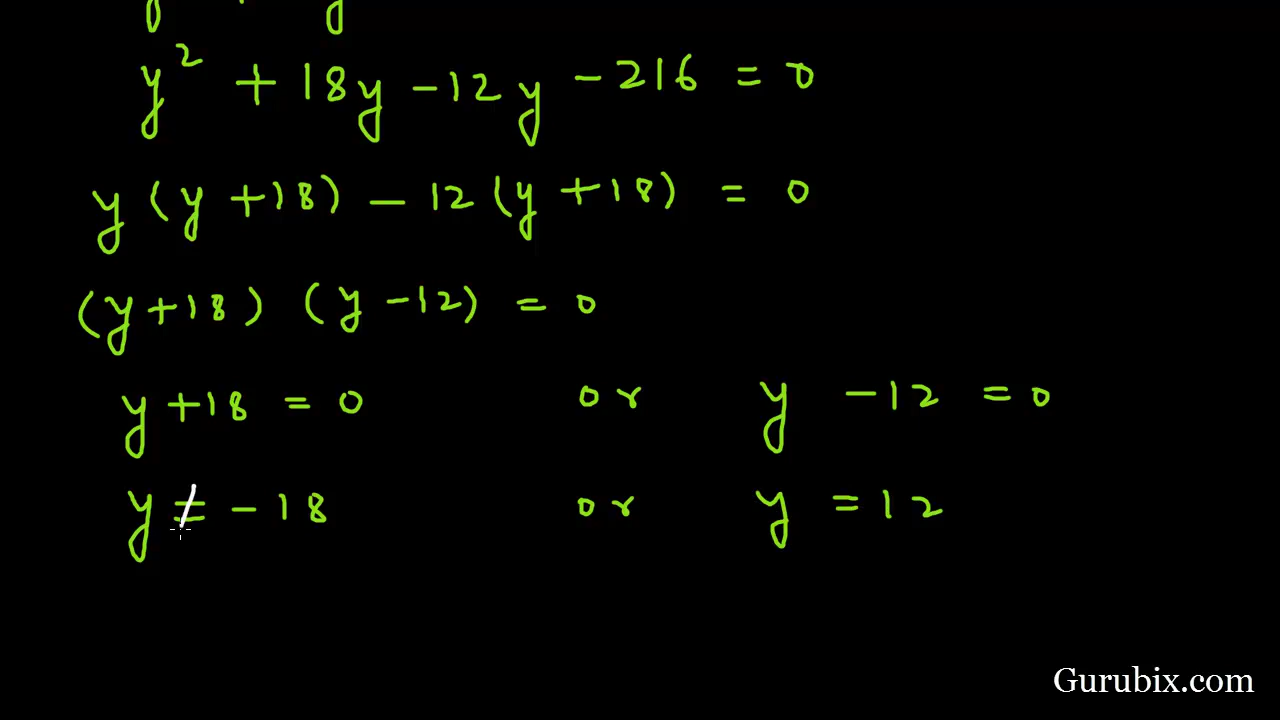 y² + 18y - 12y - 216 = 0
y (y + 18) - 12 (y + 18) = 0
(y + 18) (y - 12) = 0
y + 18 = 0 or y - 12 = 0
y ≠ - 18 or y = 12
Gurubix.com